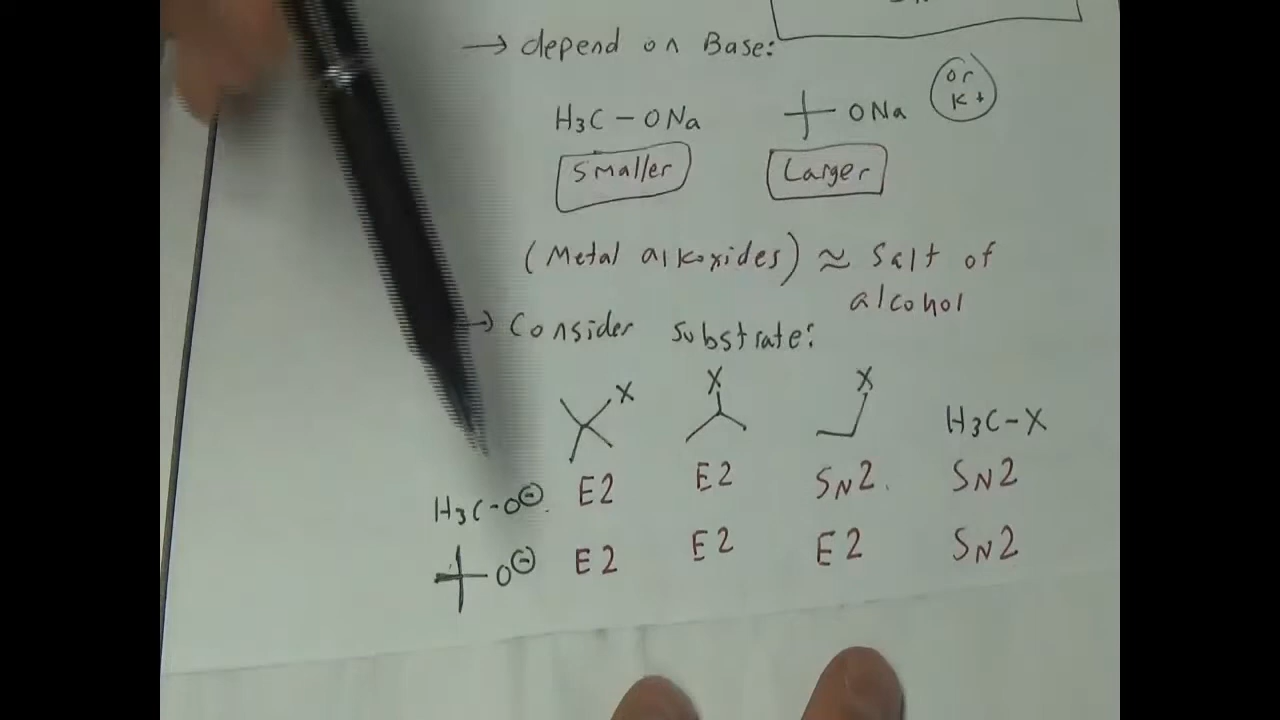 → depend on Base:
or
K+
H3C - ONa
ONa
Smaller
Larger
(Metal alkoxides) ≈ Salt of
alcohol
→ Consider substrate:
X
X
X
H3C-X
H3C-O⊖.
E2
E2
SN2.
SN2
O⊖
E2
E2
E2
SN2